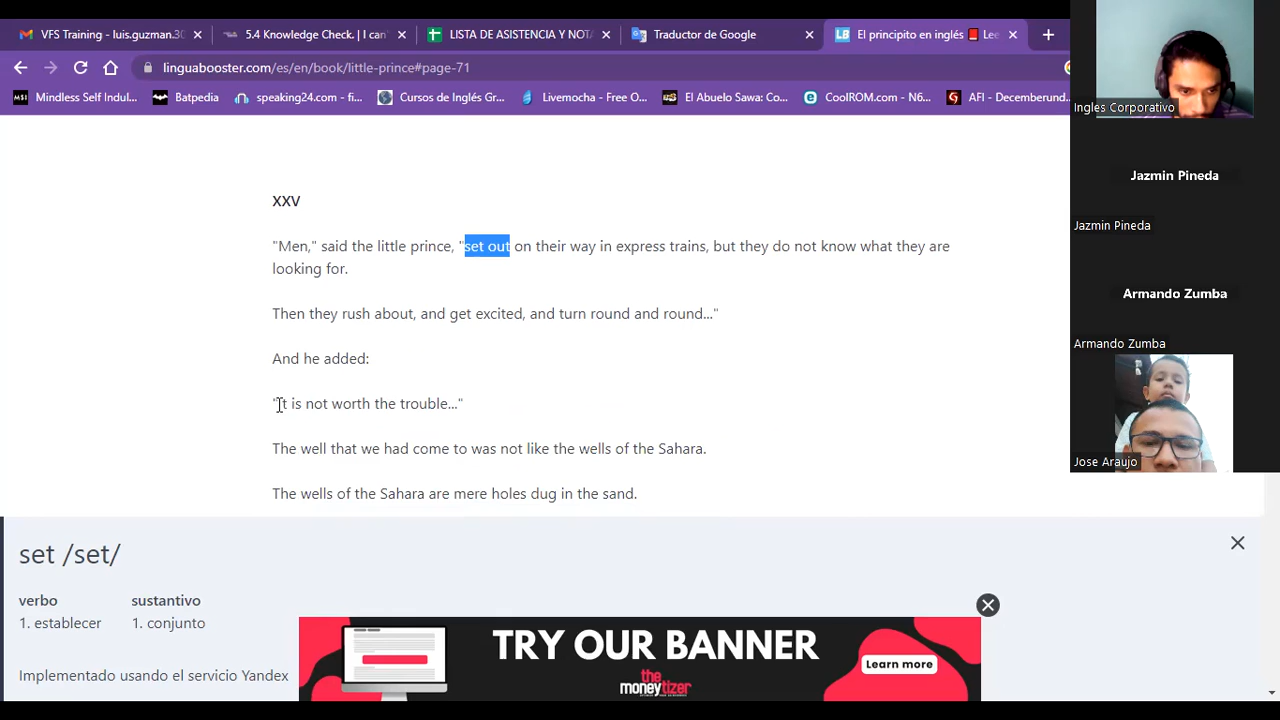 VFS Training - luis.guzman.30
5.4 Knowledge Check. | I can'
LISTA DE ASISTENCIA Y NOTA
Traductor de Google
El principito en inglés 📕 Lee
linguabooster.com/es/en/book/little-prince#page-71
Mindless Self Indul...
Batpedia
speaking24.com - fi...
Cursos de Inglés Gr...
Livemocha - Free O...
El Abuelo Sawa: Co...
CoolROM.com - N6...
AFI - Decemberund...
XXV
"Men," said the little prince, "set out on their way in express trains, but they do not know what they are
looking for.
Then they rush about, and get excited, and turn round and round..."
And he added:
"It is not worth the trouble..."
The well that we had come to was not like the wells of the Sahara.
The wells of the Sahara are mere holes dug in the sand.
set /set/
verbo
1. establecer
sustantivo
1. conjunto
Implementado usando el servicio Yandex
TRY OUR BANNER
the
moneytizer
Learn more
Ingles Corporativo
Jazmin Pineda
Jazmin Pineda
Armando Zumba
Armando Zumba
Jose Araujo